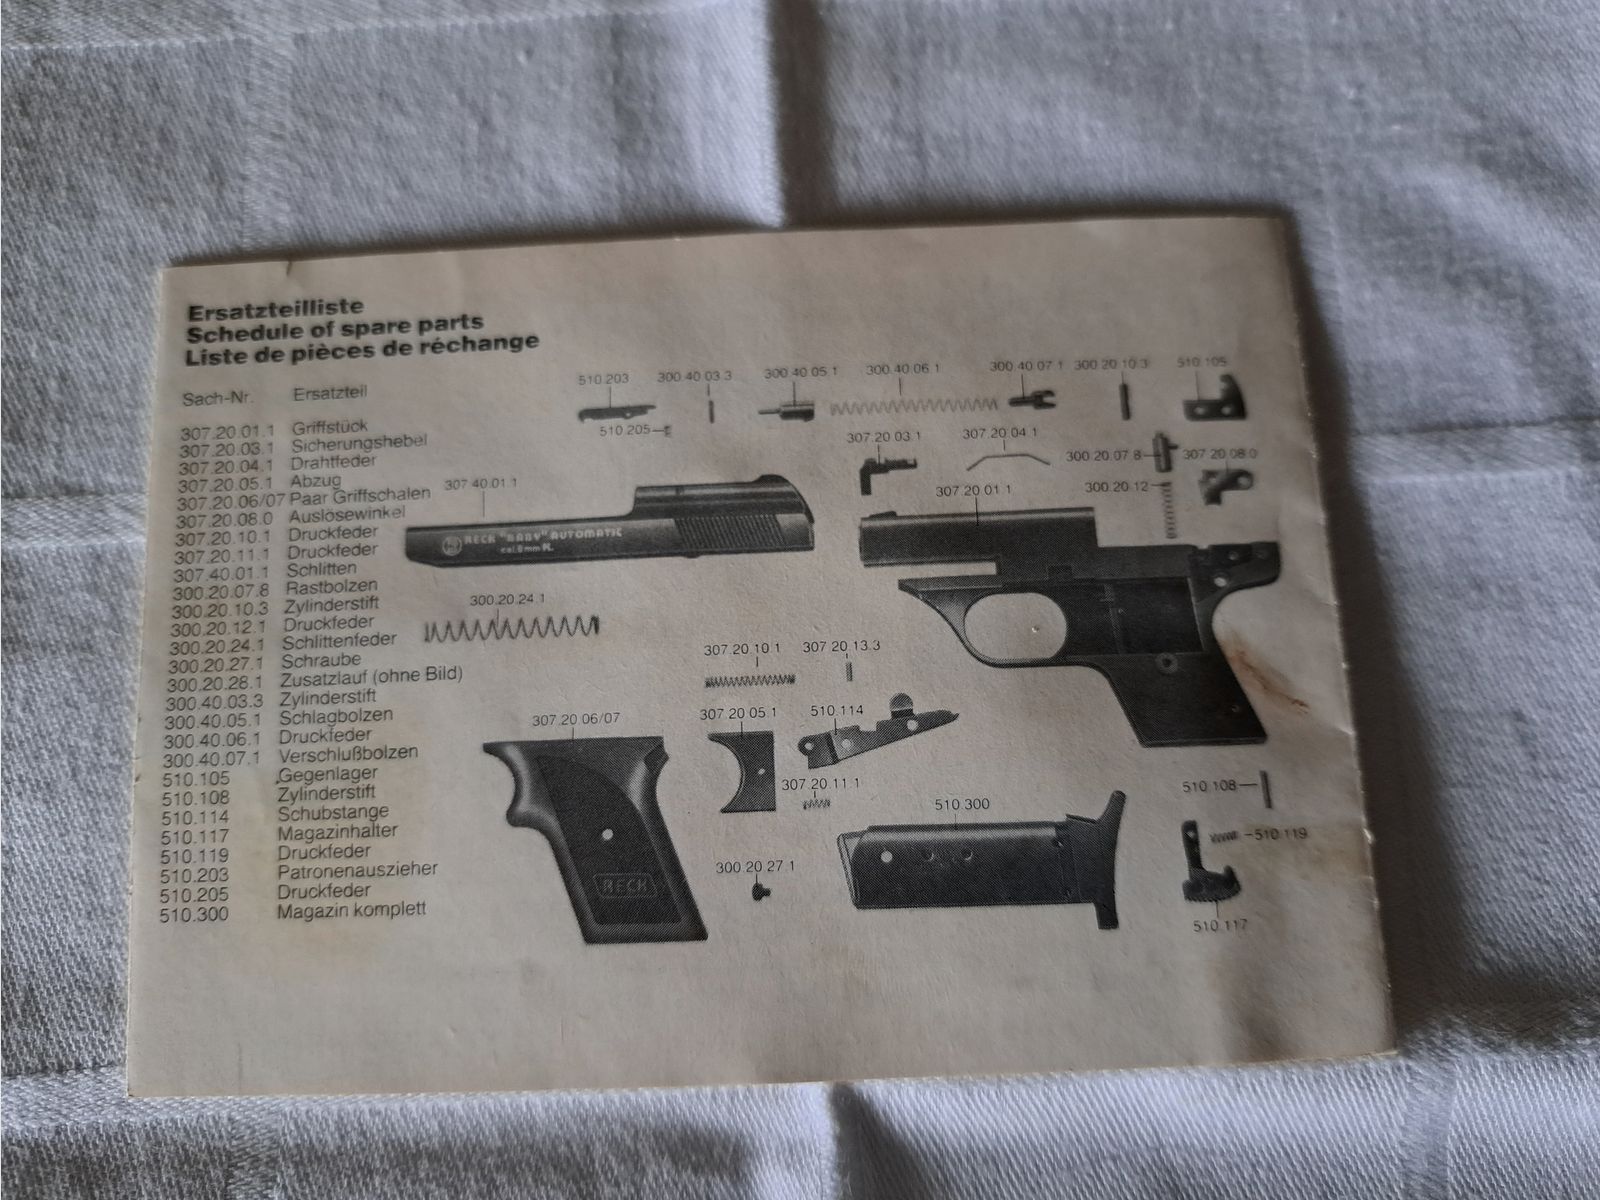 Ersatzteilliste
Schedule of spare parts
Liste de pièces de réchange
Sach-Nr. Ersatzteil
307.20.01.1 Griffstück
307.20.03.1 Sicherungshebel
307.20.04.1 Drahtfeder
307.20.05.1 Abzug
307.20.06/07 Paar Griffschalen
307.20.08.0 Auslösewinkel
307.20.10.1 Druckfeder
307.20.11.1 Druckfeder
307.40.01.1 Schlitten
300.20.07.8 Rastbolzen
300.20.10.3 Zylinderstift
300.20.12.1 Druckfeder
300.20.24.1 Schlittenfeder
300.20.27.1 Schraube
300.20.28.1 Zusatzlauf (ohne Bild)
300.40.03.3 Zylinderstift
300.40.05.1 Schlagbolzen
300.40.06.1 Druckfeder
300.40.07.1 Verschlußbolzen
510.105 Gegenlager
510.108 Zylinderstift
510.114 Schubstange
510.117 Magazinhalter
510.119 Druckfeder
510.203 Patronenauszieher
510.205 Druckfeder
510.300 Magazin komplett
510.203 300.40.03.3 300.40.05.1 300.40.06.1 300.40.07.1 300.20.10.3 510.105
510.205
307.20.03.1 307.20.04.1 300.20.07.8 307.20.08.0
307.40.01.1 307.20.01.1 300.20.12
RECK "BABY" AUTOMATIC
cal. 8mm K.
300.20.24.1
307.20.10.1 307.20.13.3
307.20.06/07 307.20.05.1 510.114
307.20.11.1
510.300 510.108
510.119
300.20.27.1
RECK
510.117